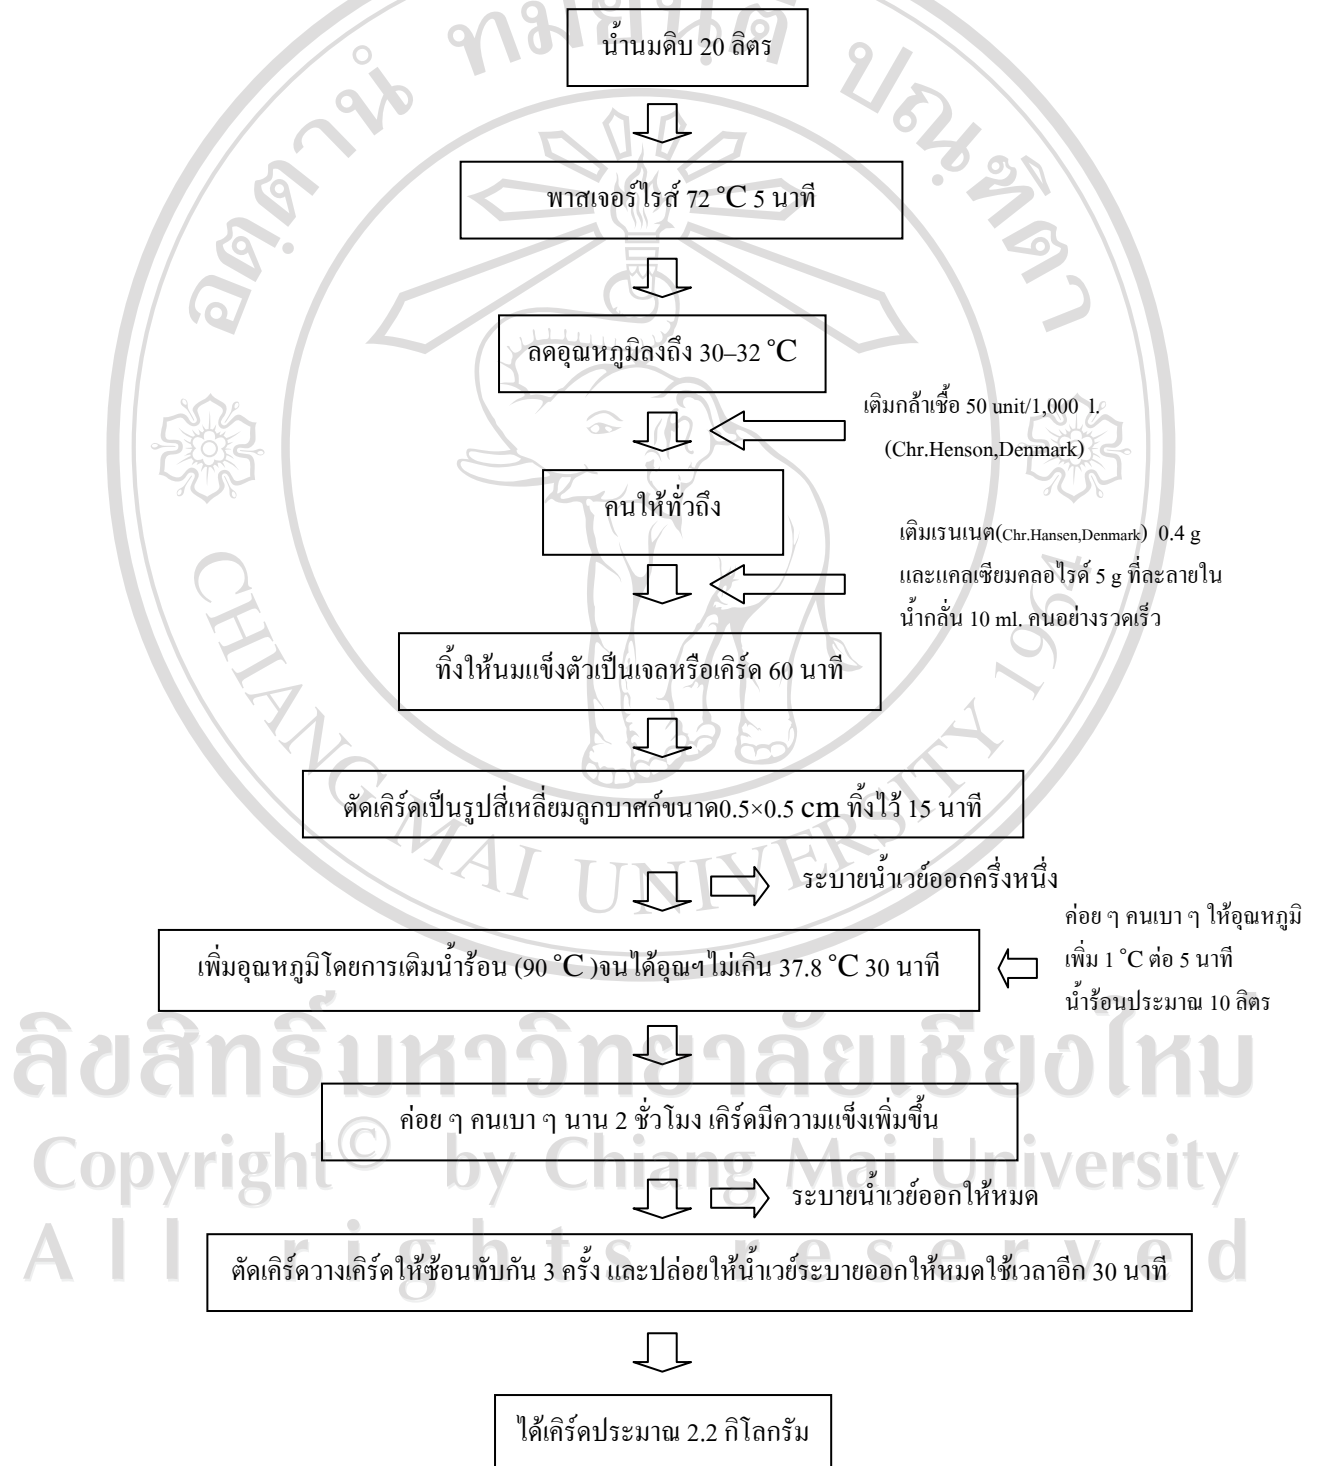 น้ำนมดิบ 20 ลิตร
พาสเจอร์ไรส์ 72 °C 5 นาที
ลดอุณหภูมิลงถึง 30–32 °C
เติมกล้าเชื้อ 50 unit/1,000 l.
(Chr.Henson,Denmark)
คนให้ทั่วถึง
เติมเรนเนต(Chr.Hansen,Denmark) 0.4 g
และแคลเซียมคลอไรด์ 5 g ที่ละลายใน
น้ำกลั่น 10 ml. คนอย่างรวดเร็ว
ทิ้งให้นมแข็งตัวเป็นเจลหรือเคิร์ด 60 นาที
ตัดเคิร์ดเป็นรูปสี่เหลี่ยมลูกบาศก์ขนาด0.5×0.5 cm ทิ้งไว้ 15 นาที
ระบายน้ำเวย์ออกครึ่งหนึ่ง
เพิ่มอุณหภูมิโดยการเติมน้ำร้อน (90 °C )จนได้อุณฯไม่เกิน 37.8 °C 30 นาที
ค่อย ๆ คนเบา ๆ ให้อุณหภูมิ
เพิ่ม 1 °C ต่อ 5 นาที
น้ำร้อนประมาณ 10 ลิตร
ค่อย ๆ คนเบา ๆ นาน 2 ชั่วโมง เคิร์ดมีความแข็งเพิ่มขึ้น
ระบายน้ำเวย์ออกให้หมด
ตัดเคิร์ดวางเคิร์ดให้ซ้อนทับกัน 3 ครั้ง และปล่อยให้น้ำเวย์ระบายออกให้หมดใช้เวลาอีก 30 นาที
ได้เคิร์ดประมาณ 2.2 กิโลกรัม
อตฺตานํ ทมยนฺติ ปณฺฑิตา
CHIANG MAI UNIVERSITY 1964
ลิขสิทธิ์มหาวิทยาลัยเชียงใหม่
Copyright© by Chiang Mai University
All rights reserved